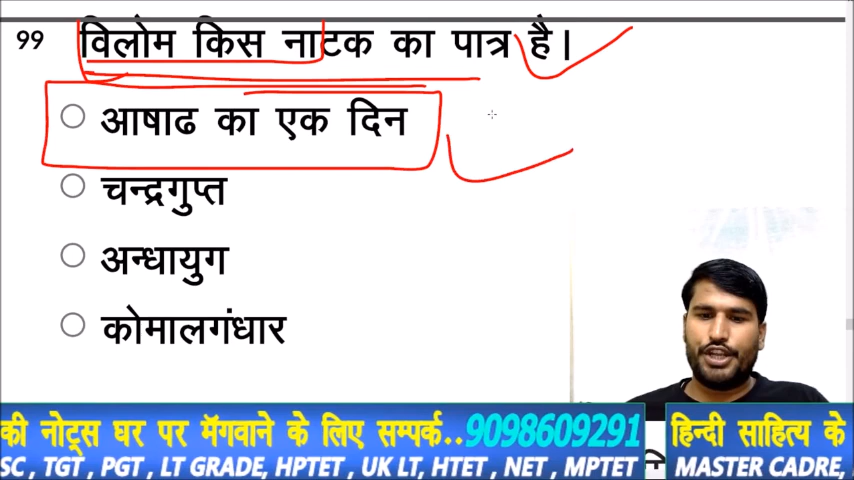 99 विलोम किस नाटक का पात्र है।
आषाढ का एक दिन
चन्द्रगुप्त
अन्धायुग
कोमालगंधार
की नोट्स घर पर मॅगवाने के लिए सम्पर्क..9098609291
हिन्दी साहित्य के
SC , TGT , PGT , LT GRADE, HPTET , UK LT, HTET , NET , MPTET
MASTER CADRE,